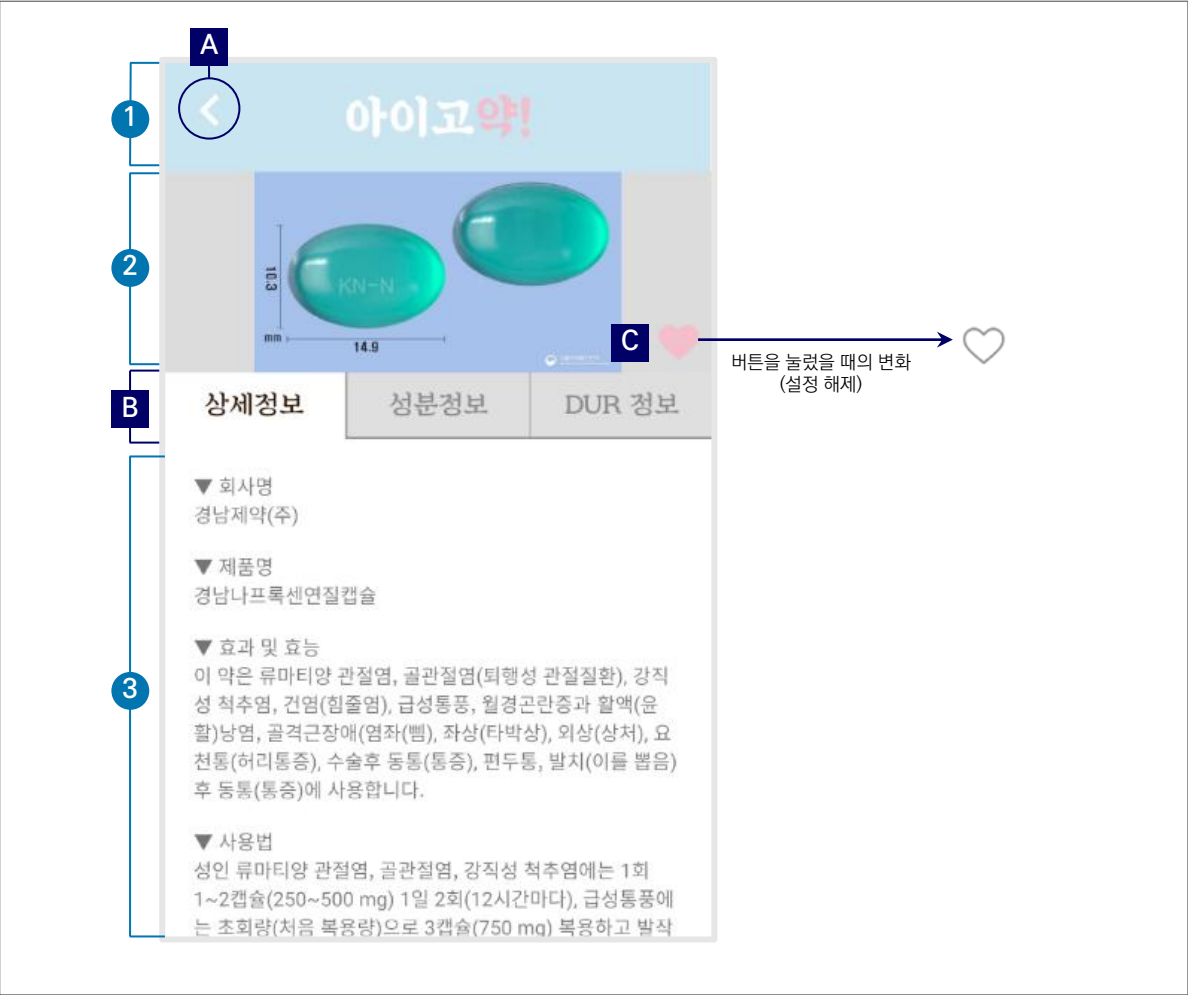 A
1
아이고약!
2
KN-N
10.3
mm
14.9
C
버튼을 눌렀을 때의 변화
(설정 해제)
B
상세정보
성분정보
DUR 정보
3
▼ 회사명
경남제약(주)
▼ 제품명
경남나프록센연질캡슐
▼ 효과 및 효능
이 약은 류마티양 관절염, 골관절염(퇴행성 관절질환), 강직
성 척추염, 건염(힘줄염), 급성통풍, 월경곤란증과 활액(윤
활)낭염, 골격근장애(염좌(삠), 좌상(타박상), 외상(상처), 요
천통(허리통증), 수술후 동통(통증), 편두통, 발치(이를 뽑음)
후 동통(통증)에 사용합니다.
▼ 사용법
성인 류마티양 관절염, 골관절염, 강직성 척추염에는 1회
1~2캡슐(250~500 mg) 1일 2회(12시간마다), 급성통풍에
는 초회량(처음 복용량)으로 3캡슐(750 mg) 복용하고 발작